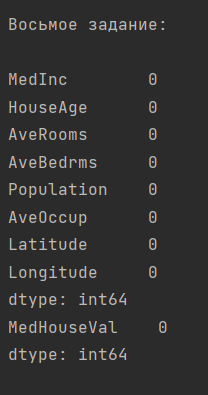 Восьмое задание:
MedInc 0
HouseAge 0
AveRooms 0
AveBedrms 0
Population 0
AveOccup 0
Latitude 0
Longitude 0
dtype: int64
MedHouseVal 0
dtype: int64